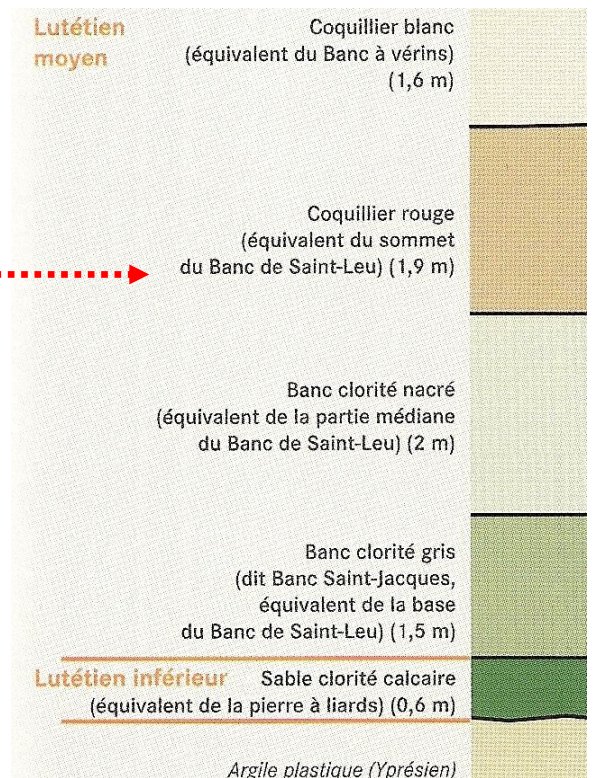 Lutétien
moyen
Coquillier blanc
(équivalent du Banc à vérins)
(1,6 m)
Coquillier rouge
(équivalent du sommet
du Banc de Saint-Leu) (1,9 m)
Banc clorité nacré
(équivalent de la partie médiane
du Banc de Saint-Leu) (2 m)
Banc clorité gris
(dit Banc Saint-Jacques,
équivalent de la base
du Banc de Saint-Leu) (1,5 m)
Lutétien inférieur Sable clorité calcaire
(équivalent de la pierre à liards) (0,6 m)
Argile plastique (Yprésien)